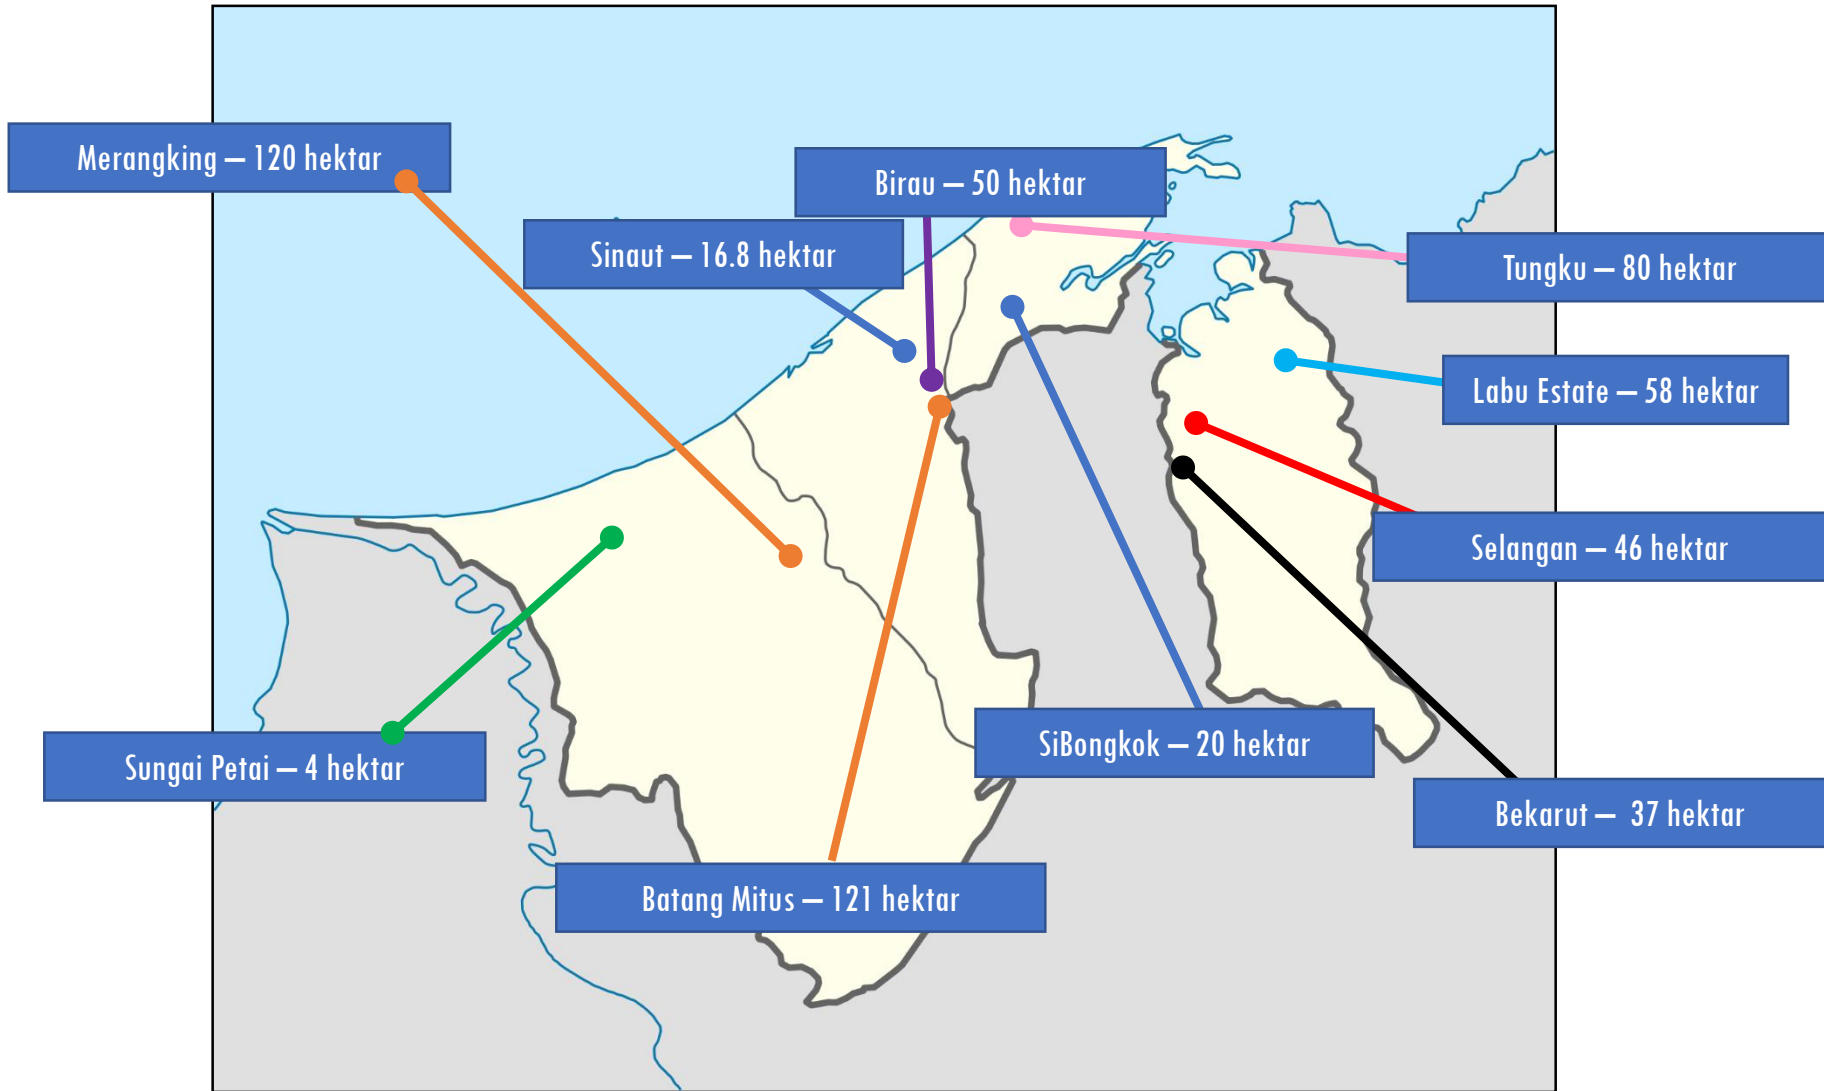 Merangking – 120 hektar
Birau – 50 hektar
Sinaut – 16.8 hektar
Tungku – 80 hektar
Labu Estate – 58 hektar
Selangan – 46 hektar
SiBongkok – 20 hektar
Sungai Petai – 4 hektar
Bekarut – 37 hektar
Batang Mitus – 121 hektar